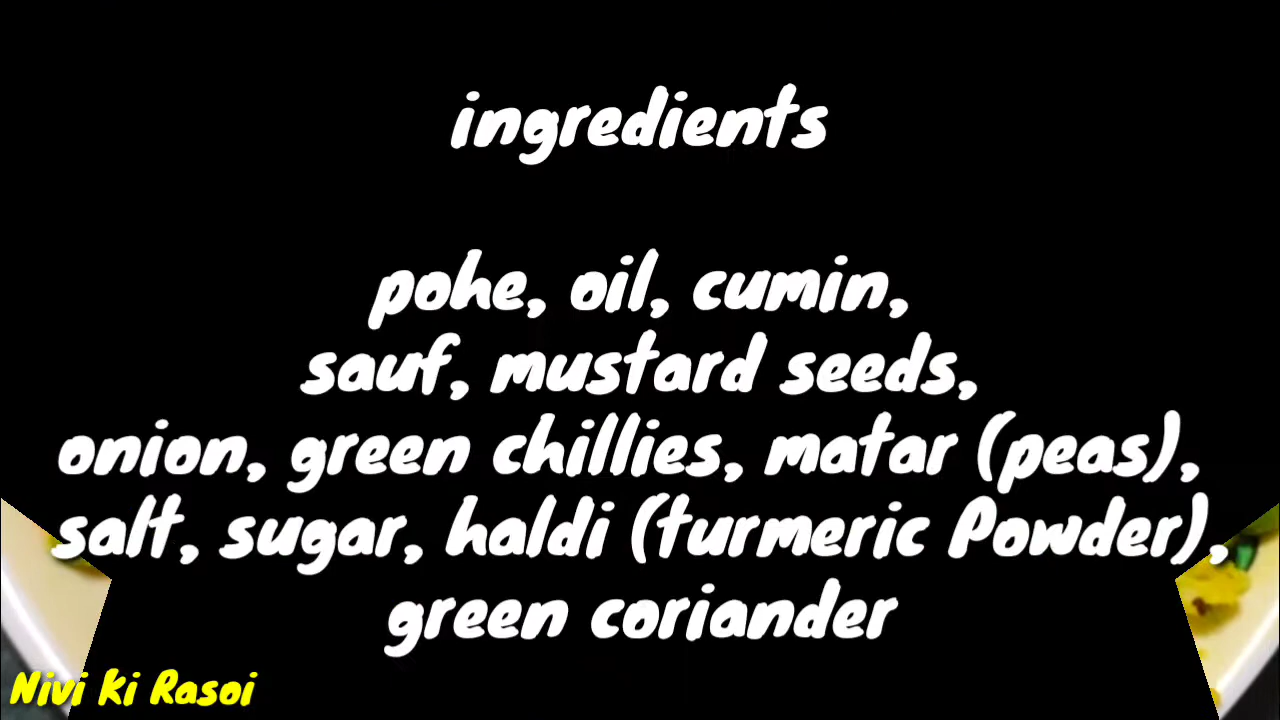 ingredients
pohe, oil, cumin,
sauf, mustard seeds,
onion, green chillies, matar (peas),
salt, sugar, haldi (turmeric Powder),
green coriander
Nivi Ki Rasoi